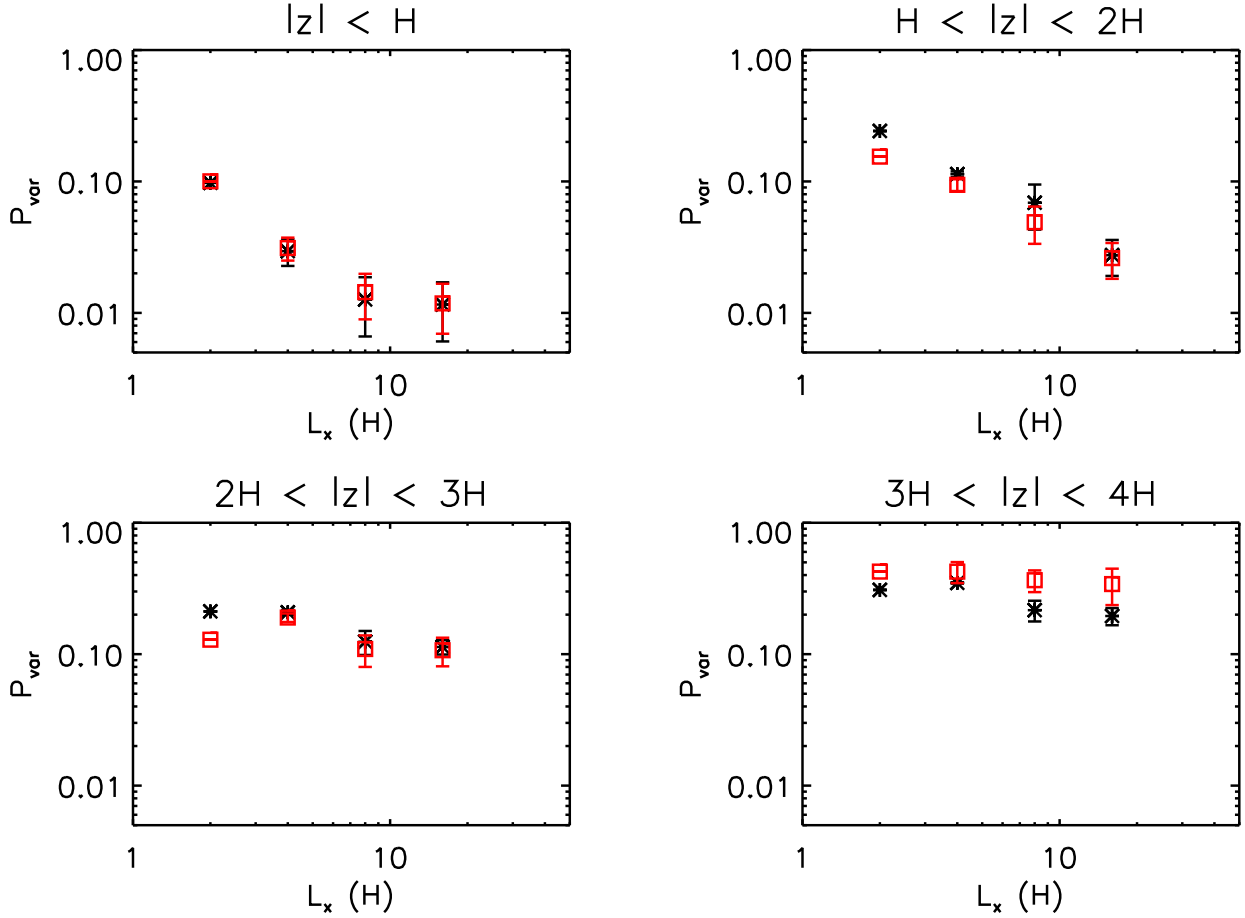 |z| < H
1.00
0.10
0.01
P_var
1 10
L_x (H)
H < |z| < 2H
1.00
0.10
0.01
P_var
1 10
L_x (H)
2H < |z| < 3H
1.00
0.10
0.01
P_var
1 10
L_x (H)
3H < |z| < 4H
1.00
0.10
0.01
P_var
1 10
L_x (H)